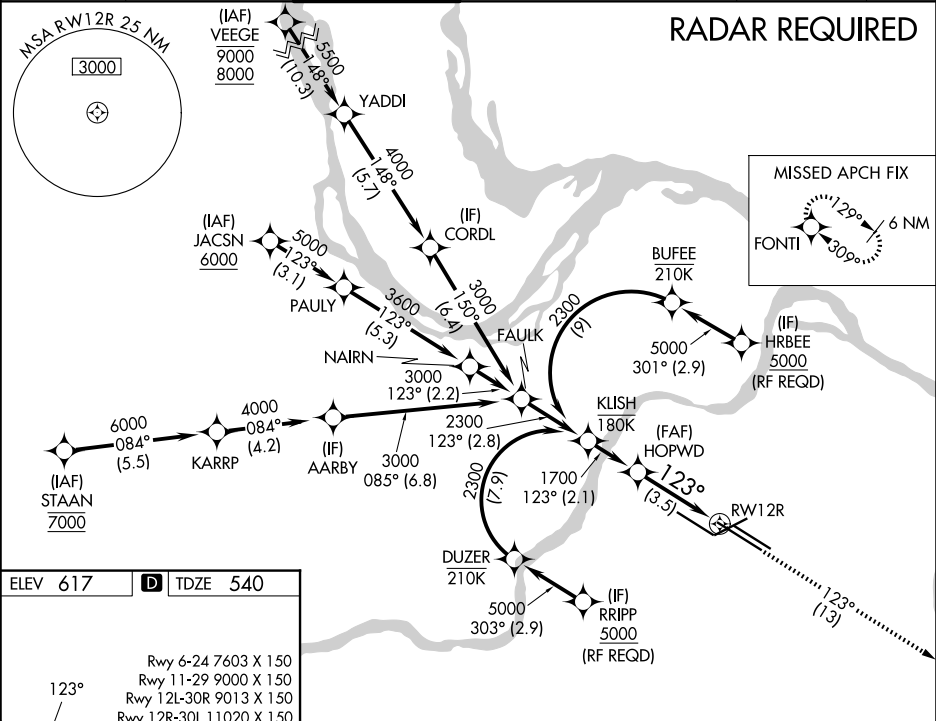 RADAR REQUIRED
MSA RW12R 25 NM
3000
(IAF)
VEEGE
9000
8000
5500
148°
(10.3)
YADDI
4000
148°
(5.7)
(IF)
CORDL
3000
150°
(6.4)
MISSED APCH FIX
FONTI
129°
309°
6 NM
(IAF)
JACSN
6000
5000
123°
(3.1)
PAULY
3600
123°
(5.3)
NAIRN
3000
123° (2.2)
FAULK
BUFEE
210K
2300
(9)
5000
301° (2.9)
(IF)
HRBEE
5000
(RF REQD)
(IAF)
STAAN
7000
6000
084°
(5.5)
KARRP
4000
084°
(4.2)
(IF)
AARBY
3000
085° (6.8)
2300
123° (2.8)
KLISH
180K
1700
123° (2.1)
(FAF)
HOPWD
123°
(3.5)
RW12R
2300
(7.9)
DUZER
210K
5000
303° (2.9)
(IF)
RRIPP
5000
(RF REQD)
123°
(13)
ELEV 617
D
TDZE 540
Rwy 6-24 7603 X 150
Rwy 11-29 9000 X 150
Rwy 12L-30R 9013 X 150
Rwy 12R-30L 11020 X 150
123°